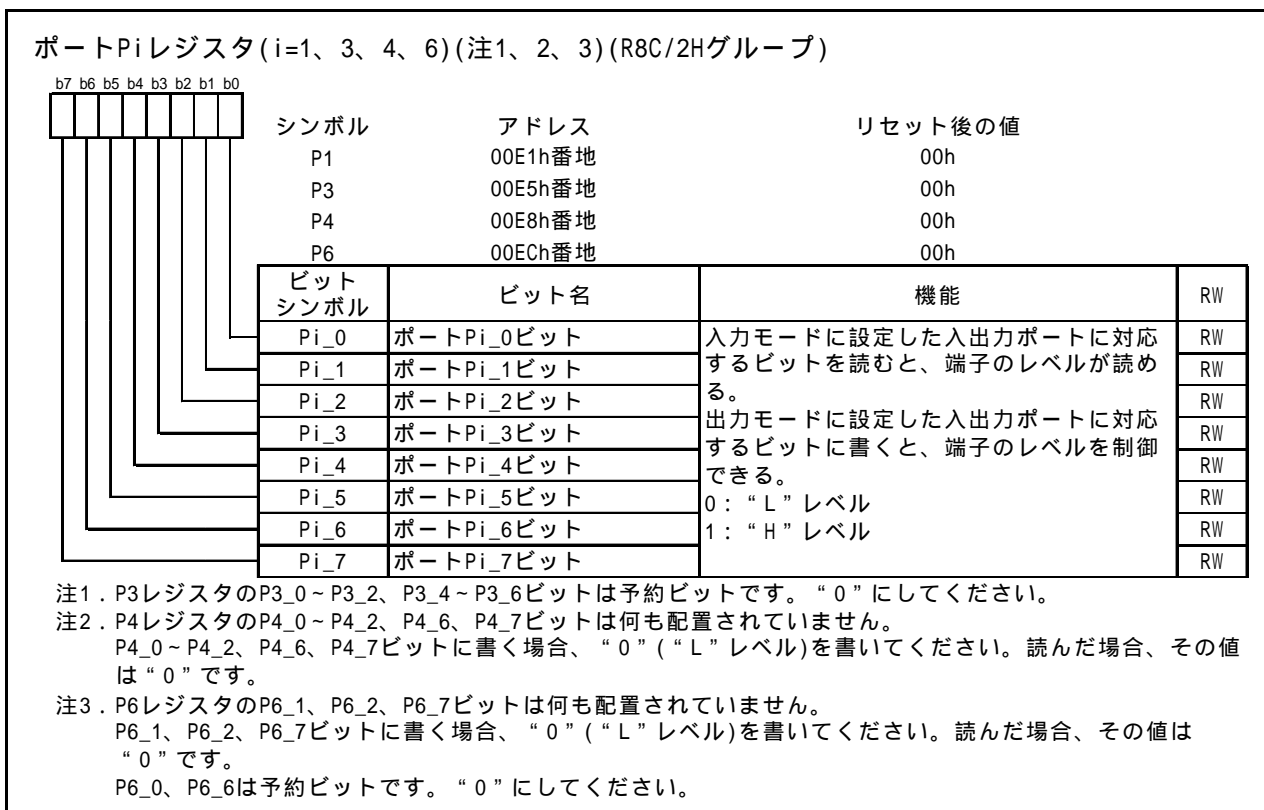 ポートPiレジスタ(i=1、3、4、6)(注1、2、3)(R8C/2Hグループ)
b7 b6 b5 b4 b3 b2 b1 b0
シンボル アドレス リセット後の値
P1 00E1h番地 00h
P3 00E5h番地 00h
P4 00E8h番地 00h
P6 00ECh番地 00h
ビット
シンボル ビット名 機能 RW
Pi_0 ポートPi_0ビット 入力モードに設定した入出力ポートに対応 RW
Pi_1 ポートPi_1ビット するビットを読むと、端子のレベルが読め RW
Pi_2 ポートPi_2ビット る。 RW
出力モードに設定した入出力ポートに対応
Pi_3 ポートPi_3ビット するビットに書くと、端子のレベルを制御 RW
Pi_4 ポートPi_4ビット できる。 RW
Pi_5 ポートPi_5ビット 0：“L”レベル RW
Pi_6 ポートPi_6ビット 1：“H”レベル RW
Pi_7 ポートPi_7ビット RW
注1．P3レジスタのP3_0～P3_2、P3_4～P3_6ビットは予約ビットです。“0”にしてください。
注2．P4レジスタのP4_0～P4_2、P4_6、P4_7ビットは何も配置されていません。
P4_0～P4_2、P4_6、P4_7ビットに書く場合、“0”(“L”レベル)を書いてください。読んだ場合、その値
は“0”です。
注3．P6レジスタのP6_1、P6_2、P6_7ビットは何も配置されていません。
P6_1、P6_2、P6_7ビットに書く場合、“0”(“L”レベル)を書いてください。読んだ場合、その値は
“0”です。
P6_0、P6_6は予約ビットです。“0”にしてください。